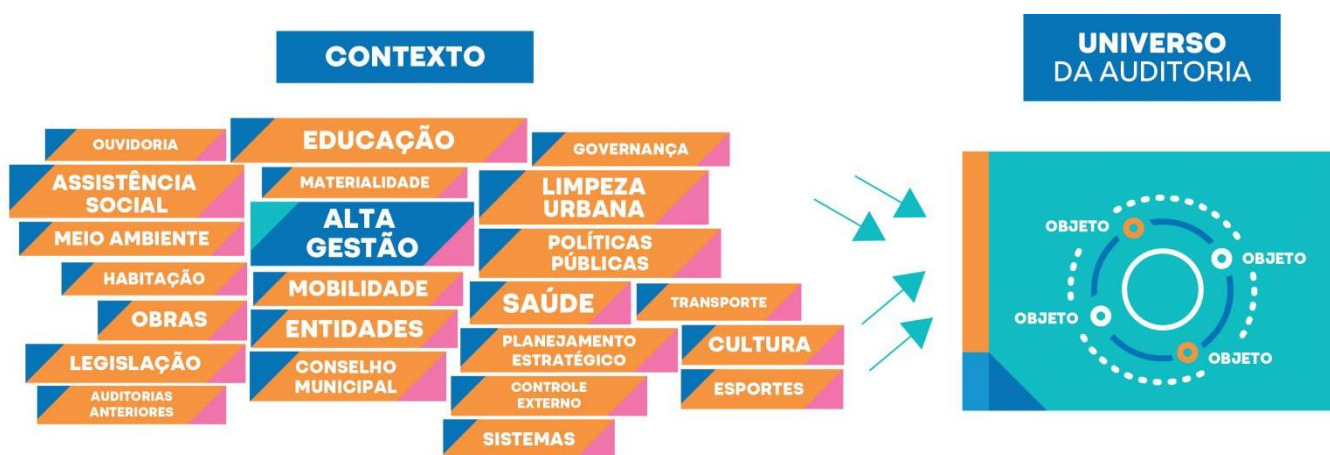 CONTEXTO
UNIVERSO
DA AUDITORIA
OUVIDORIA
EDUCAÇÃO
GOVERNANÇA
ASSISTÊNCIA
SOCIAL
MATERIALIDADE
LIMPEZA
URBANA
ALTA
GESTÃO
MEIO AMBIENTE
POLÍTICAS
PÚBLICAS
HABITAÇÃO
MOBILIDADE
SAÚDE
TRANSPORTE
OBRAS
ENTIDADES
PLANEJAMENTO
ESTRATÉGICO
CULTURA
LEGISLAÇÃO
CONSELHO
MUNICIPAL
CONTROLE
EXTERNO
ESPORTES
AUDITORIAS
ANTERIORES
SISTEMAS
OBJETO
OBJETO
OBJETO
OBJETO